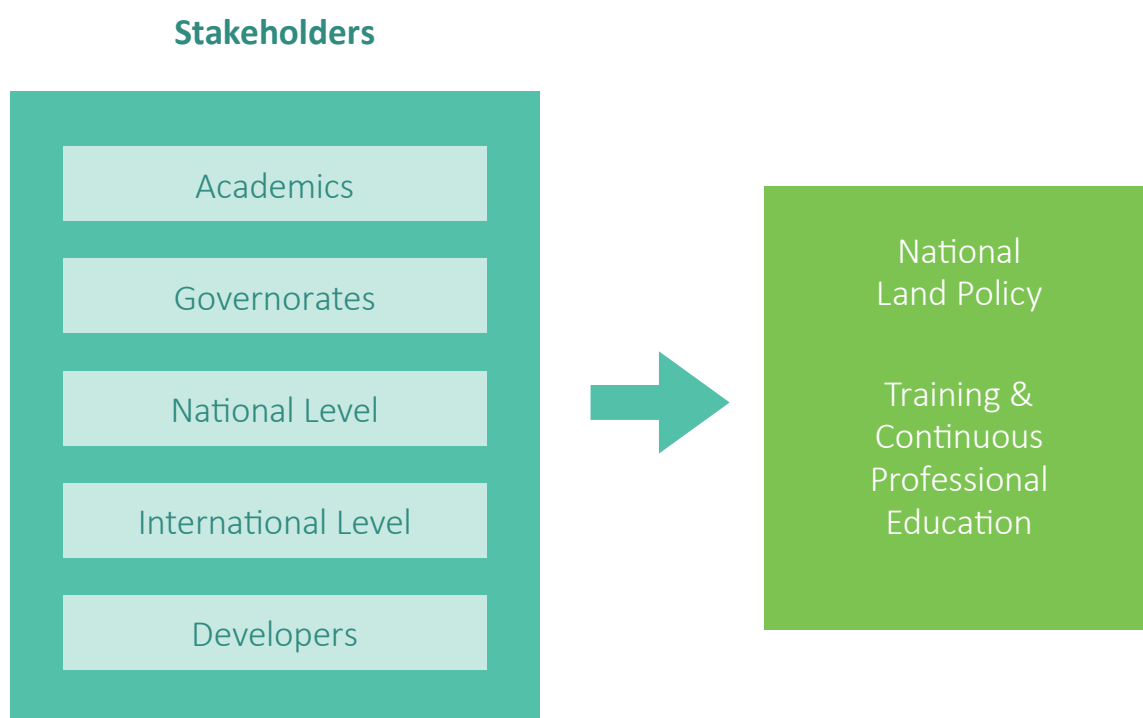 Stakeholders
Academics
Governorates
National Level
International Level
Developers
National
Land Policy
Training &
Continuous
Professional
Education